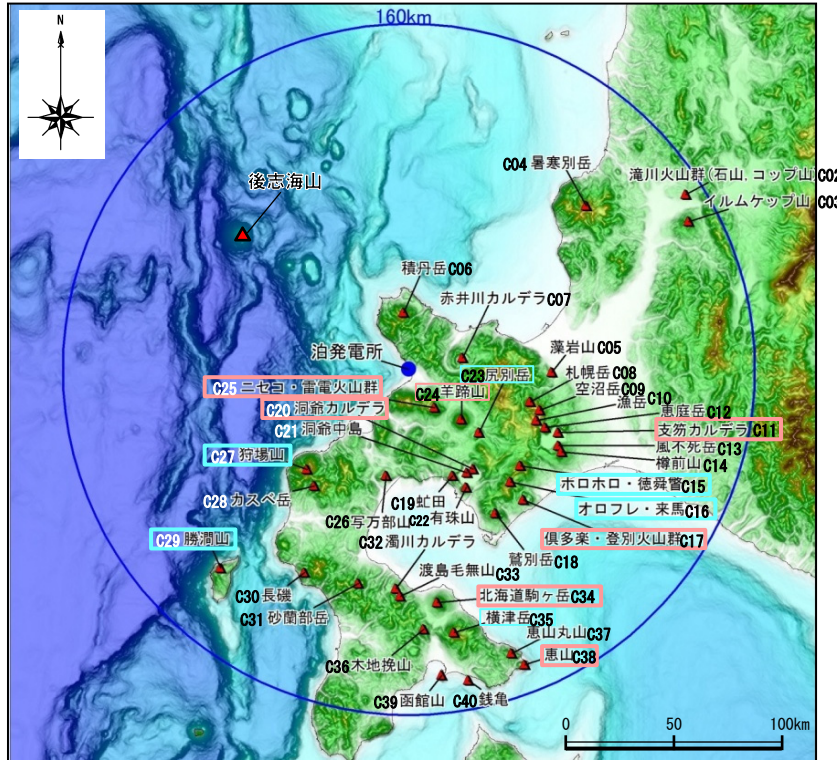 160km
N
後志海山
C04 暑寒別岳
滝川火山群(石山, コップ山) C02
イルムケップ山 C03
積丹岳 C06
赤井川カルデラ C07
泊発電所
藻岩山 C05
C23 尻別岳
札幌岳 C08
C25 ニセコ・雷電火山群
C24 羊蹄山
空沼岳 C09
C20 洞爺カルデラ
漁岳 C10
恵庭岳 C12
C21 洞爺中島
支笏カルデラ C11
風不死岳 C13
C27 狩場山
樽前山 C14
C28 カスベ岳
ホロホロ・徳舜瞥 C15
C19 虻田
C26 写万部山
C22 有珠山
オロフレ・来馬 C16
C32 濁川カルデラ
倶多楽・登別火山群 C17
C29 勝澗山
鷲別岳 C18
渡島毛無山 C33
C30 長磯
北海道駒ヶ岳 C34
C31 砂蘭部岳
横津岳 C35
恵山丸山 C37
C36 木地挽山
恵山 C38
C39 函館山
C40 銭亀
0 50 100km